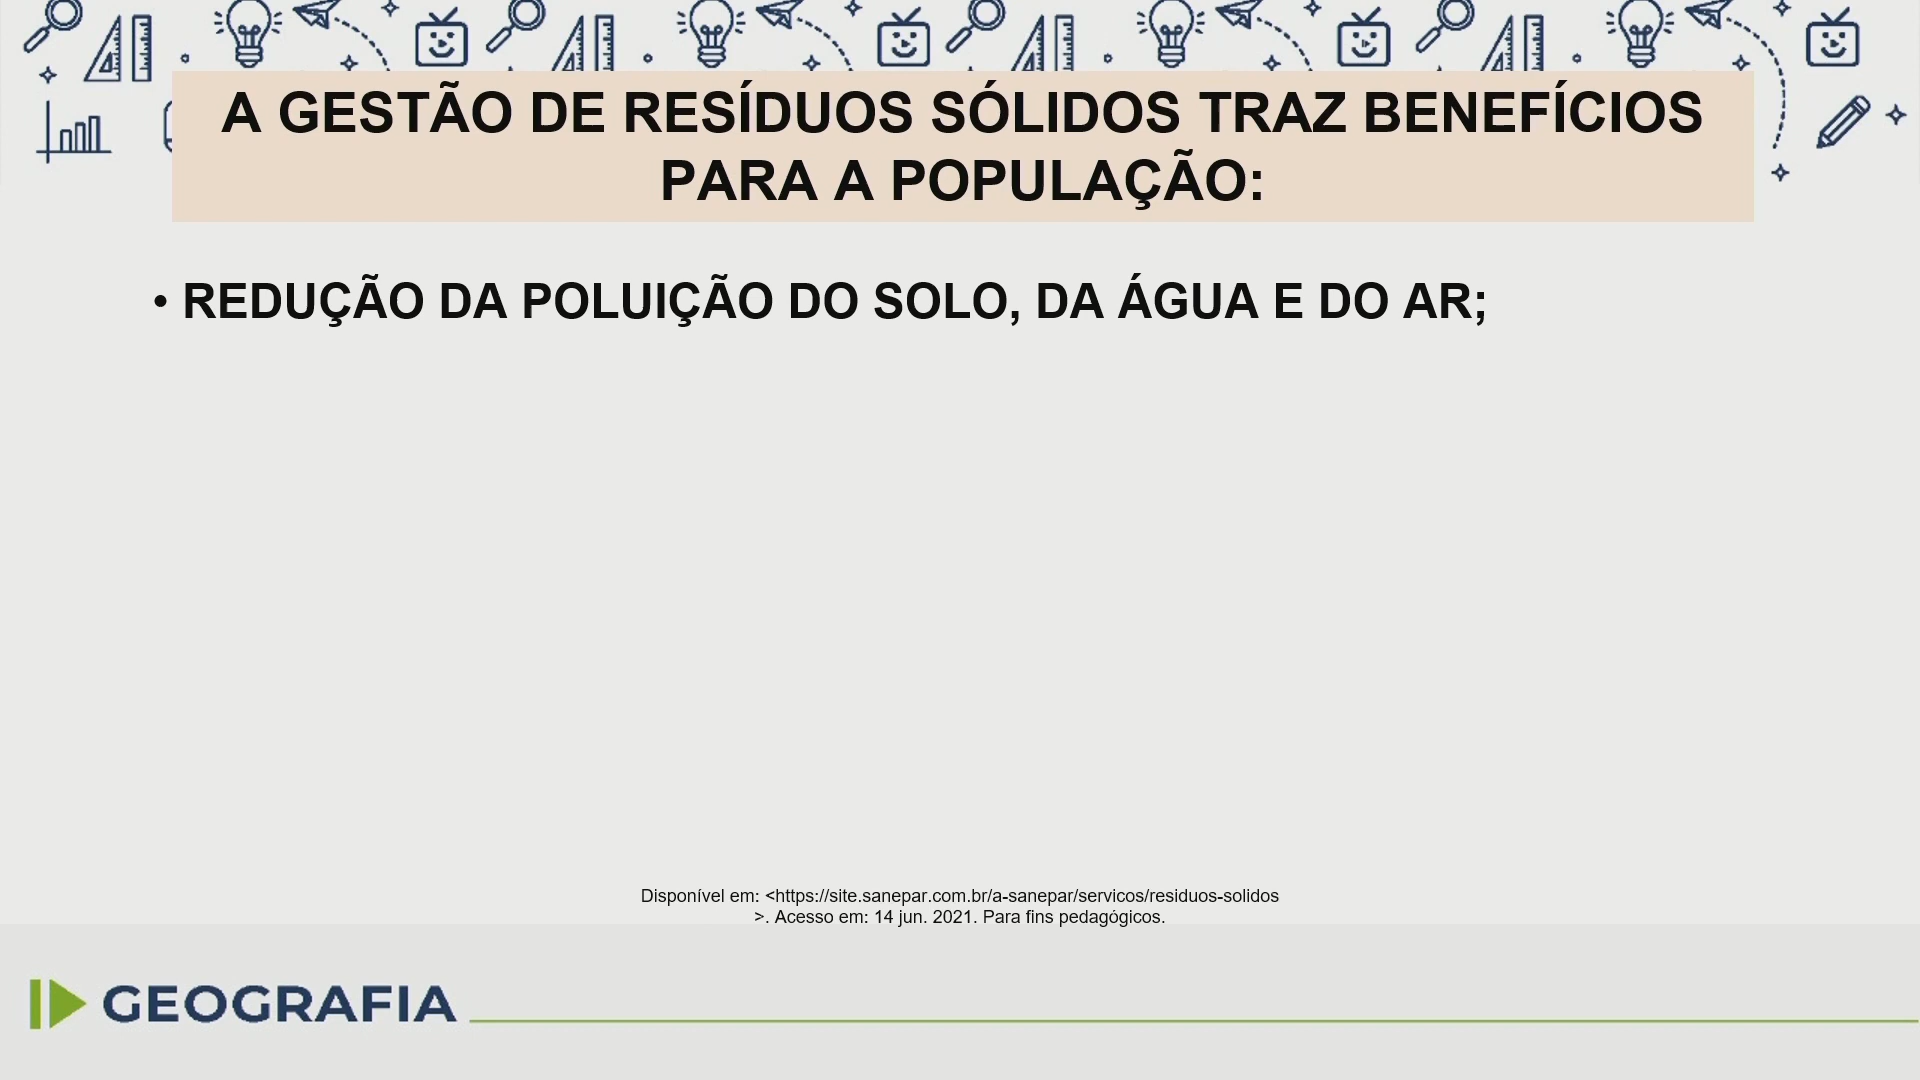 A GESTÃO DE RESÍDUOS SÓLIDOS TRAZ BENEFÍCIOS
PARA A POPULAÇÃO:
• REDUÇÃO DA POLUIÇÃO DO SOLO, DA ÁGUA E DO AR;
Disponível em: <https://site.sanepar.com.br/a-sanepar/servicos/residuos-solidos
>. Acesso em: 14 jun. 2021. Para fins pedagógicos.
GEOGRAFIA